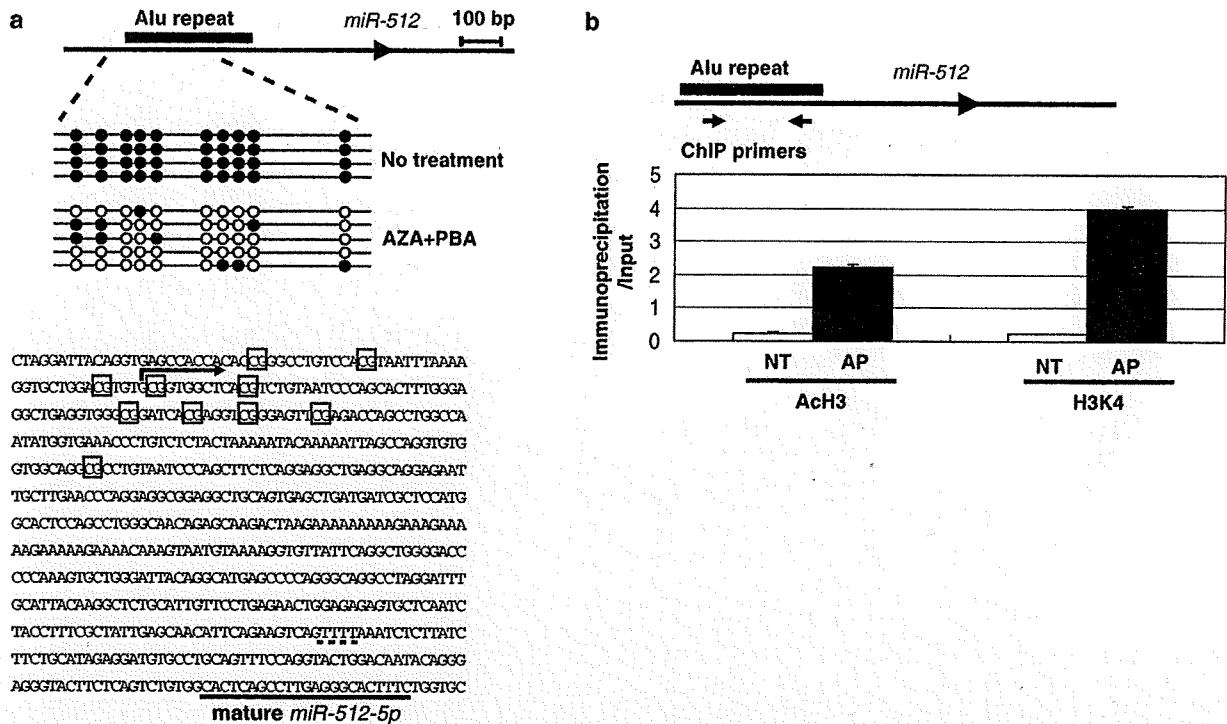 a
Alu repeat
miR-512
100 bp
No treatment
AZA+PBA
CTAGGATTACAGGTGAGCCACCACAGCGGGCCTGTCCACGTAATTTAAAA
GGTGCTGGACGTGTGCGGTGGCTCACGTCTGTAATCCCAGCACTTTGGGA
GGCTGAGGTGGGCGGATCACGAGGTCGGGAGTTCGAGACCAGCCTGGCCA
ATATGGTGAAACCCTGTCTCTACTAAAAATACAAAAATTAGCCAGGTGTG
GTGGCAGGCGCCTGTAATCCCAGCTTCTCAGGAGGCTGAGGCAGGAGAAT
TGCTTGAACCCAGGAGGCGGAGGCTGCAGTGAGCTGATGATCGCTCCATG
GCACTCCAGCCTGGGCAACAGAGCAAGACTAAGAAAAAAAAAGAAAGAAA
AAGAAAAAGAAAACAAAGTAATGTAAAAGGTGTTATTCAGGCTGGGGACC
CCCAAAGTGCTGGGATTACAGGCATGAGCCCCAGGGCAGGCCTAGGATTT
GCATTACAAGGCTCTGCATTGTTCCTGAGAACTGGAGAGAGTGCTCAATC
TACCTTTCGCTATTGAGCAACATTCAGAAGTCAGTTTTAAATCTCTTATC
TTCTGCATAGAGGATGTGCCTGCAGTTTCCAGGTACTGGACAATACAGGG
AGGGTACTTCTCAGTCTGTGGCACTCAGCCTTGAGGGCACTTTCTGGTGC
mature miR-512-5p
b
Alu repeat
miR-512
ChIP primers
Immunoprecipitation
/Input
5
4
3
2
1
0
NT
AP
NT
AP
AcH3
H3K4